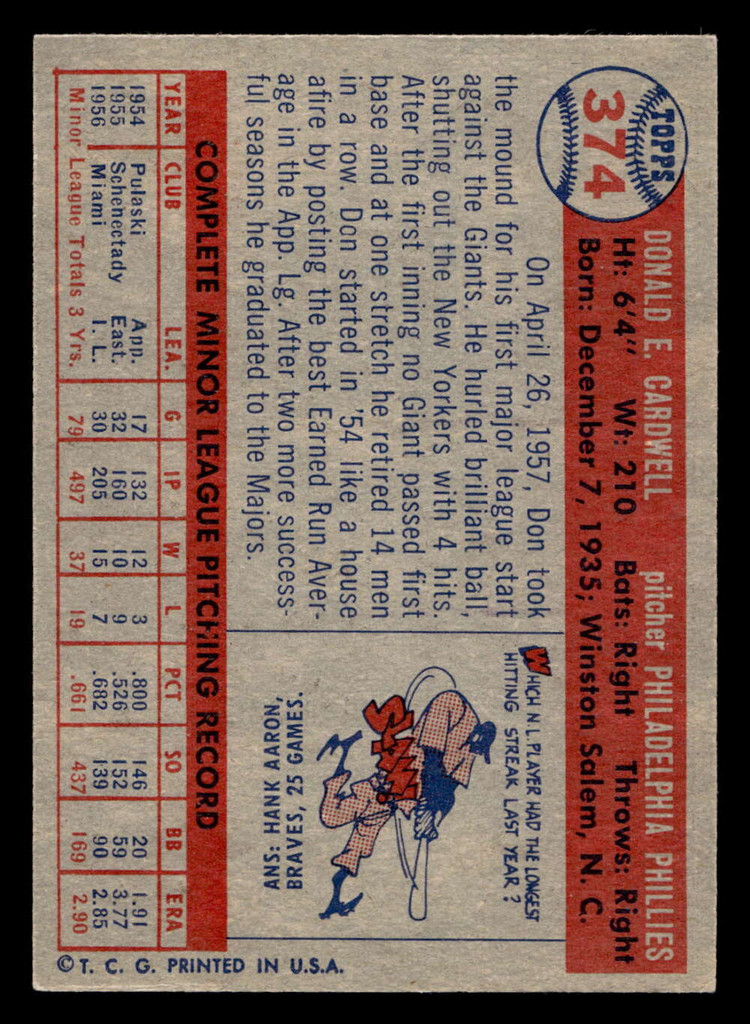 TOPPS
374
DONALD E. CARDWELL pitcher PHILADELPHIA PHILLIES
Ht: 6'4" Wt: 210 Bats: Right Throws: Right
Born: December 7, 1935; Winston Salem, N. C.
On April 26, 1957, Don took
the mound for his first major league start
against the Giants. He hurled brilliant ball,
shutting out the New Yorkers with 4 hits.
After the first inning no Giant passed first
base and at one stretch he retired 14 men
in a row. Don started in '54 like a house
afire by posting the best Earned Run Aver-
age in the App. Lg. After two more success-
ful seasons he graduated to the Majors.
WHICH N.L. PLAYER HAD THE LONGEST
HITTING STREAK LAST YEAR?
SLAM
ANS: HANK AARON,
BRAVES, 25 GAMES.
COMPLETE MINOR LEAGUE PITCHING RECORD
YEAR CLUB LEA. G IP W L PCT SO BB ERA
1954 Pulaski App. 17 132 12 3 .800 146 20 1.91
1955 Schenectady East. 32 160 10 9 .526 152 59 3.77
1956 Miami I. L. 30 205 15 7 .682 139 90 2.85
Minor League Totals 3 Yrs. 79 497 37 19 .661 437 169 2.90
© T. C. G. PRINTED IN U.S.A.